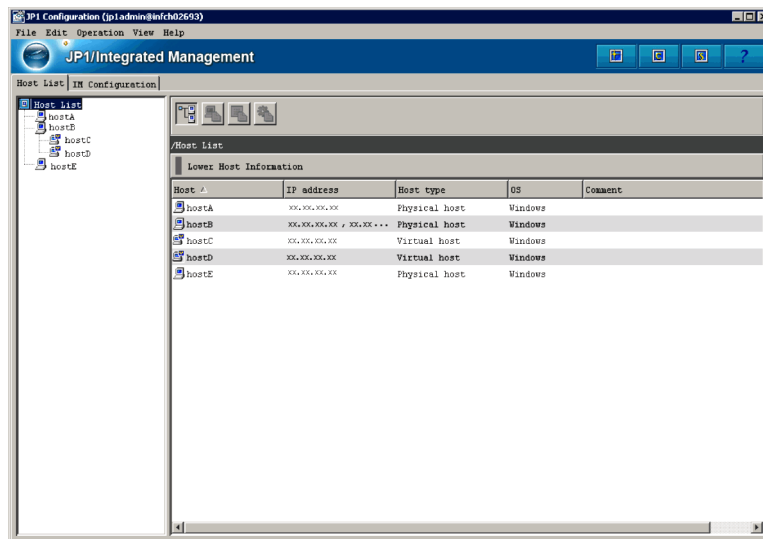 JP1 Configuration (jp1admin@infch02693)
File Edit Operation View Help
JP1/Integrated Management
Host List IM Configuration
Host List
hostA
hostB
hostC
hostD
hostE
/Host List
Lower Host Information
Host IP address Host type OS Comment
hostA xx.xx.xx.xx Physical host Windows
hostB xx.xx.xx.xx , xx.xx ... Physical host Windows
hostC xx.xx.xx.xx Virtual host Windows
hostD xx.xx.xx.xx Virtual host Windows
hostE xx.xx.xx.xx Physical host Windows